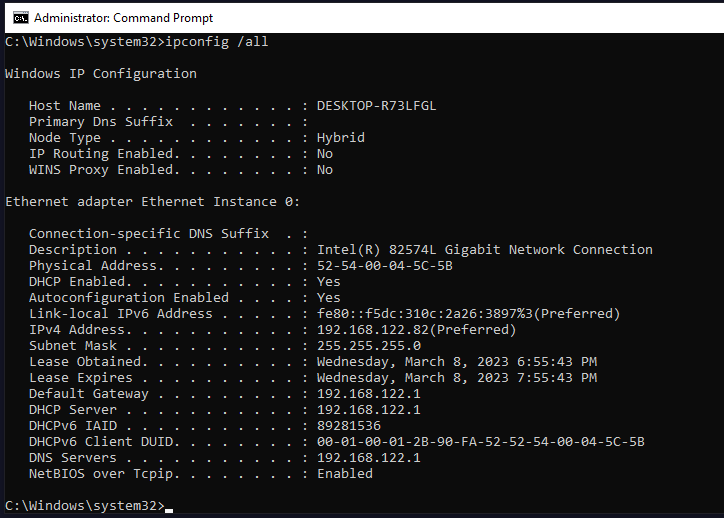 Administrator: Command Prompt
C:\Windows\system32>ipconfig /all
Windows IP Configuration
   Host Name . . . . . . . . . . . . : DESKTOP-R73LFGL
   Primary Dns Suffix  . . . . . . . :
   Node Type . . . . . . . . . . . . : Hybrid
   IP Routing Enabled. . . . . . . . : No
   WINS Proxy Enabled. . . . . . . . : No
Ethernet adapter Ethernet Instance 0:
   Connection-specific DNS Suffix  . :
   Description . . . . . . . . . . . : Intel(R) 82574L Gigabit Network Connection
   Physical Address. . . . . . . . . : 52-54-00-04-5C-5B
   DHCP Enabled. . . . . . . . . . . : Yes
   Autoconfiguration Enabled . . . . : Yes
   Link-local IPv6 Address . . . . . : fe80::f5dc:310c:2a26:3897%3(Preferred)
   IPv4 Address. . . . . . . . . . . : 192.168.122.82(Preferred)
   Subnet Mask . . . . . . . . . . . : 255.255.255.0
   Lease Obtained. . . . . . . . . . : Wednesday, March 8, 2023 6:55:43 PM
   Lease Expires . . . . . . . . . . : Wednesday, March 8, 2023 7:55:43 PM
   Default Gateway . . . . . . . . . : 192.168.122.1
   DHCP Server . . . . . . . . . . . : 192.168.122.1
   DHCPv6 IAID . . . . . . . . . . . : 89281536
   DHCPv6 Client DUID. . . . . . . . : 00-01-00-01-2B-90-FA-52-52-54-00-04-5C-5B
   DNS Servers . . . . . . . . . . . : 192.168.122.1
   NetBIOS over Tcpip. . . . . . . . : Enabled
C:\Windows\system32>